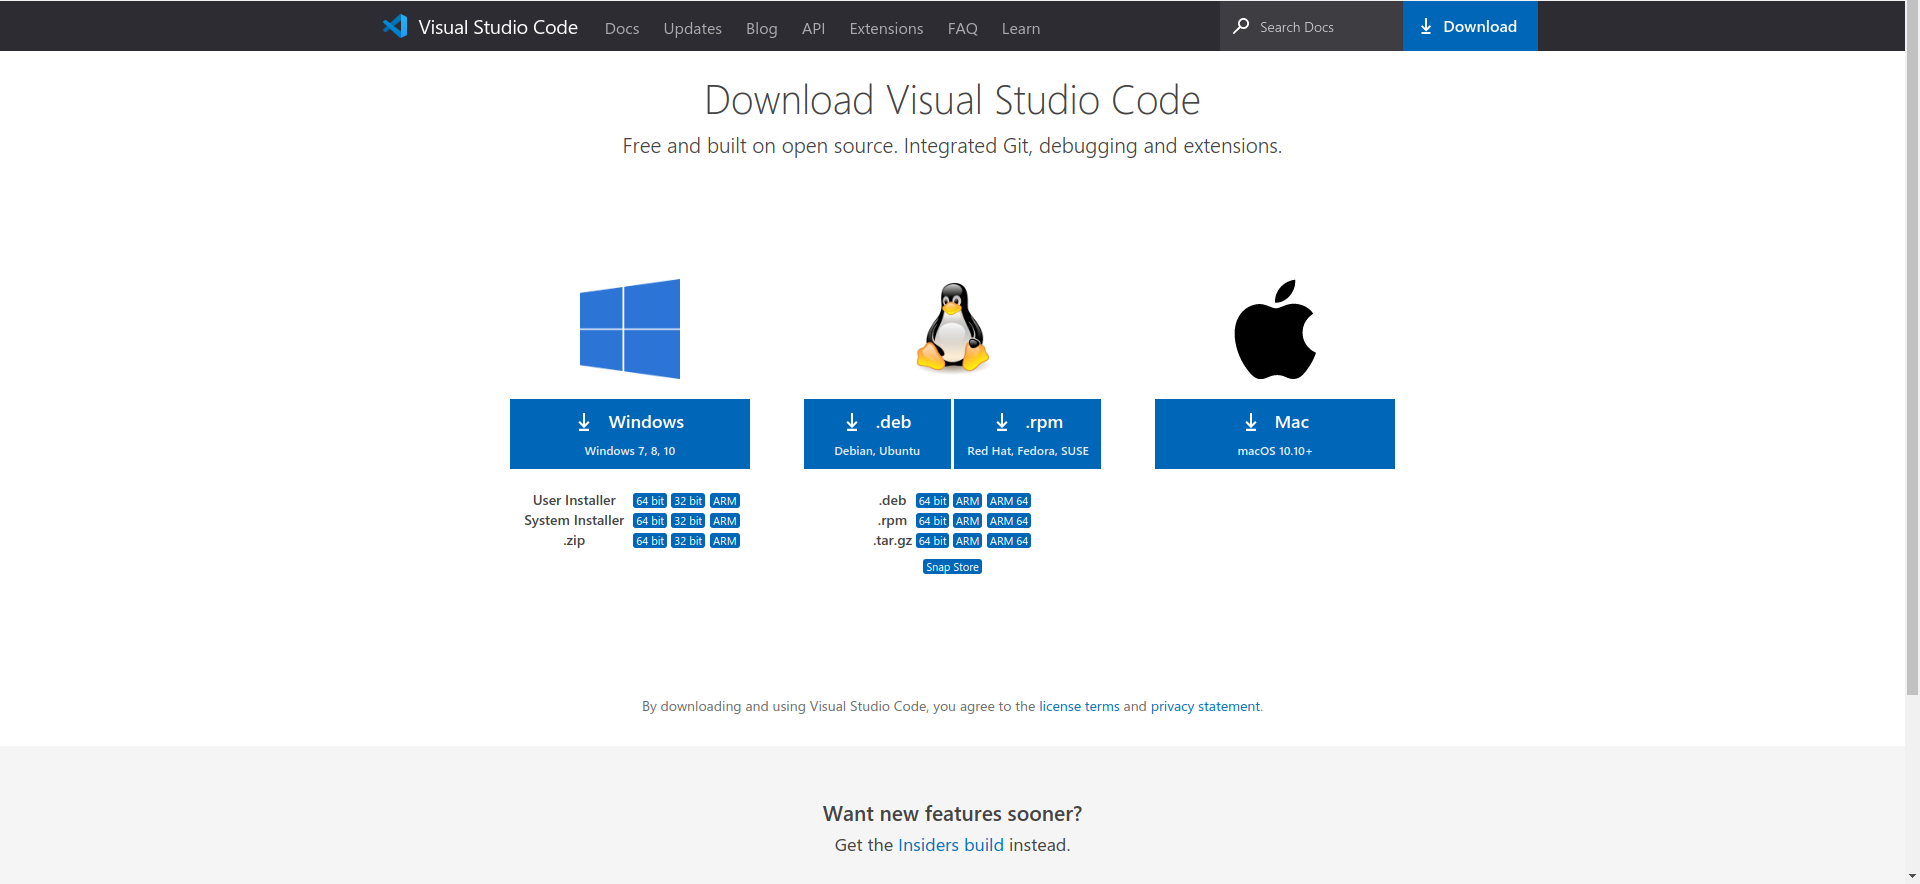 Visual Studio Code Docs Updates Blog API Extensions FAQ Learn Search Docs Download
Download Visual Studio Code
Free and built on open source. Integrated Git, debugging and extensions.
Windows
Windows 7, 8, 10
User Installer 64 bit 32 bit ARM
System Installer 64 bit 32 bit ARM
.zip 64 bit 32 bit ARM
.deb
Debian, Ubuntu
.rpm
Red Hat, Fedora, SUSE
.deb 64 bit ARM ARM 64
.rpm 64 bit ARM ARM 64
.tar.gz 64 bit ARM ARM 64
Snap Store
Mac
macOS 10.10+
By downloading and using Visual Studio Code, you agree to the license terms and privacy statement.
Want new features sooner?
Get the Insiders build instead.